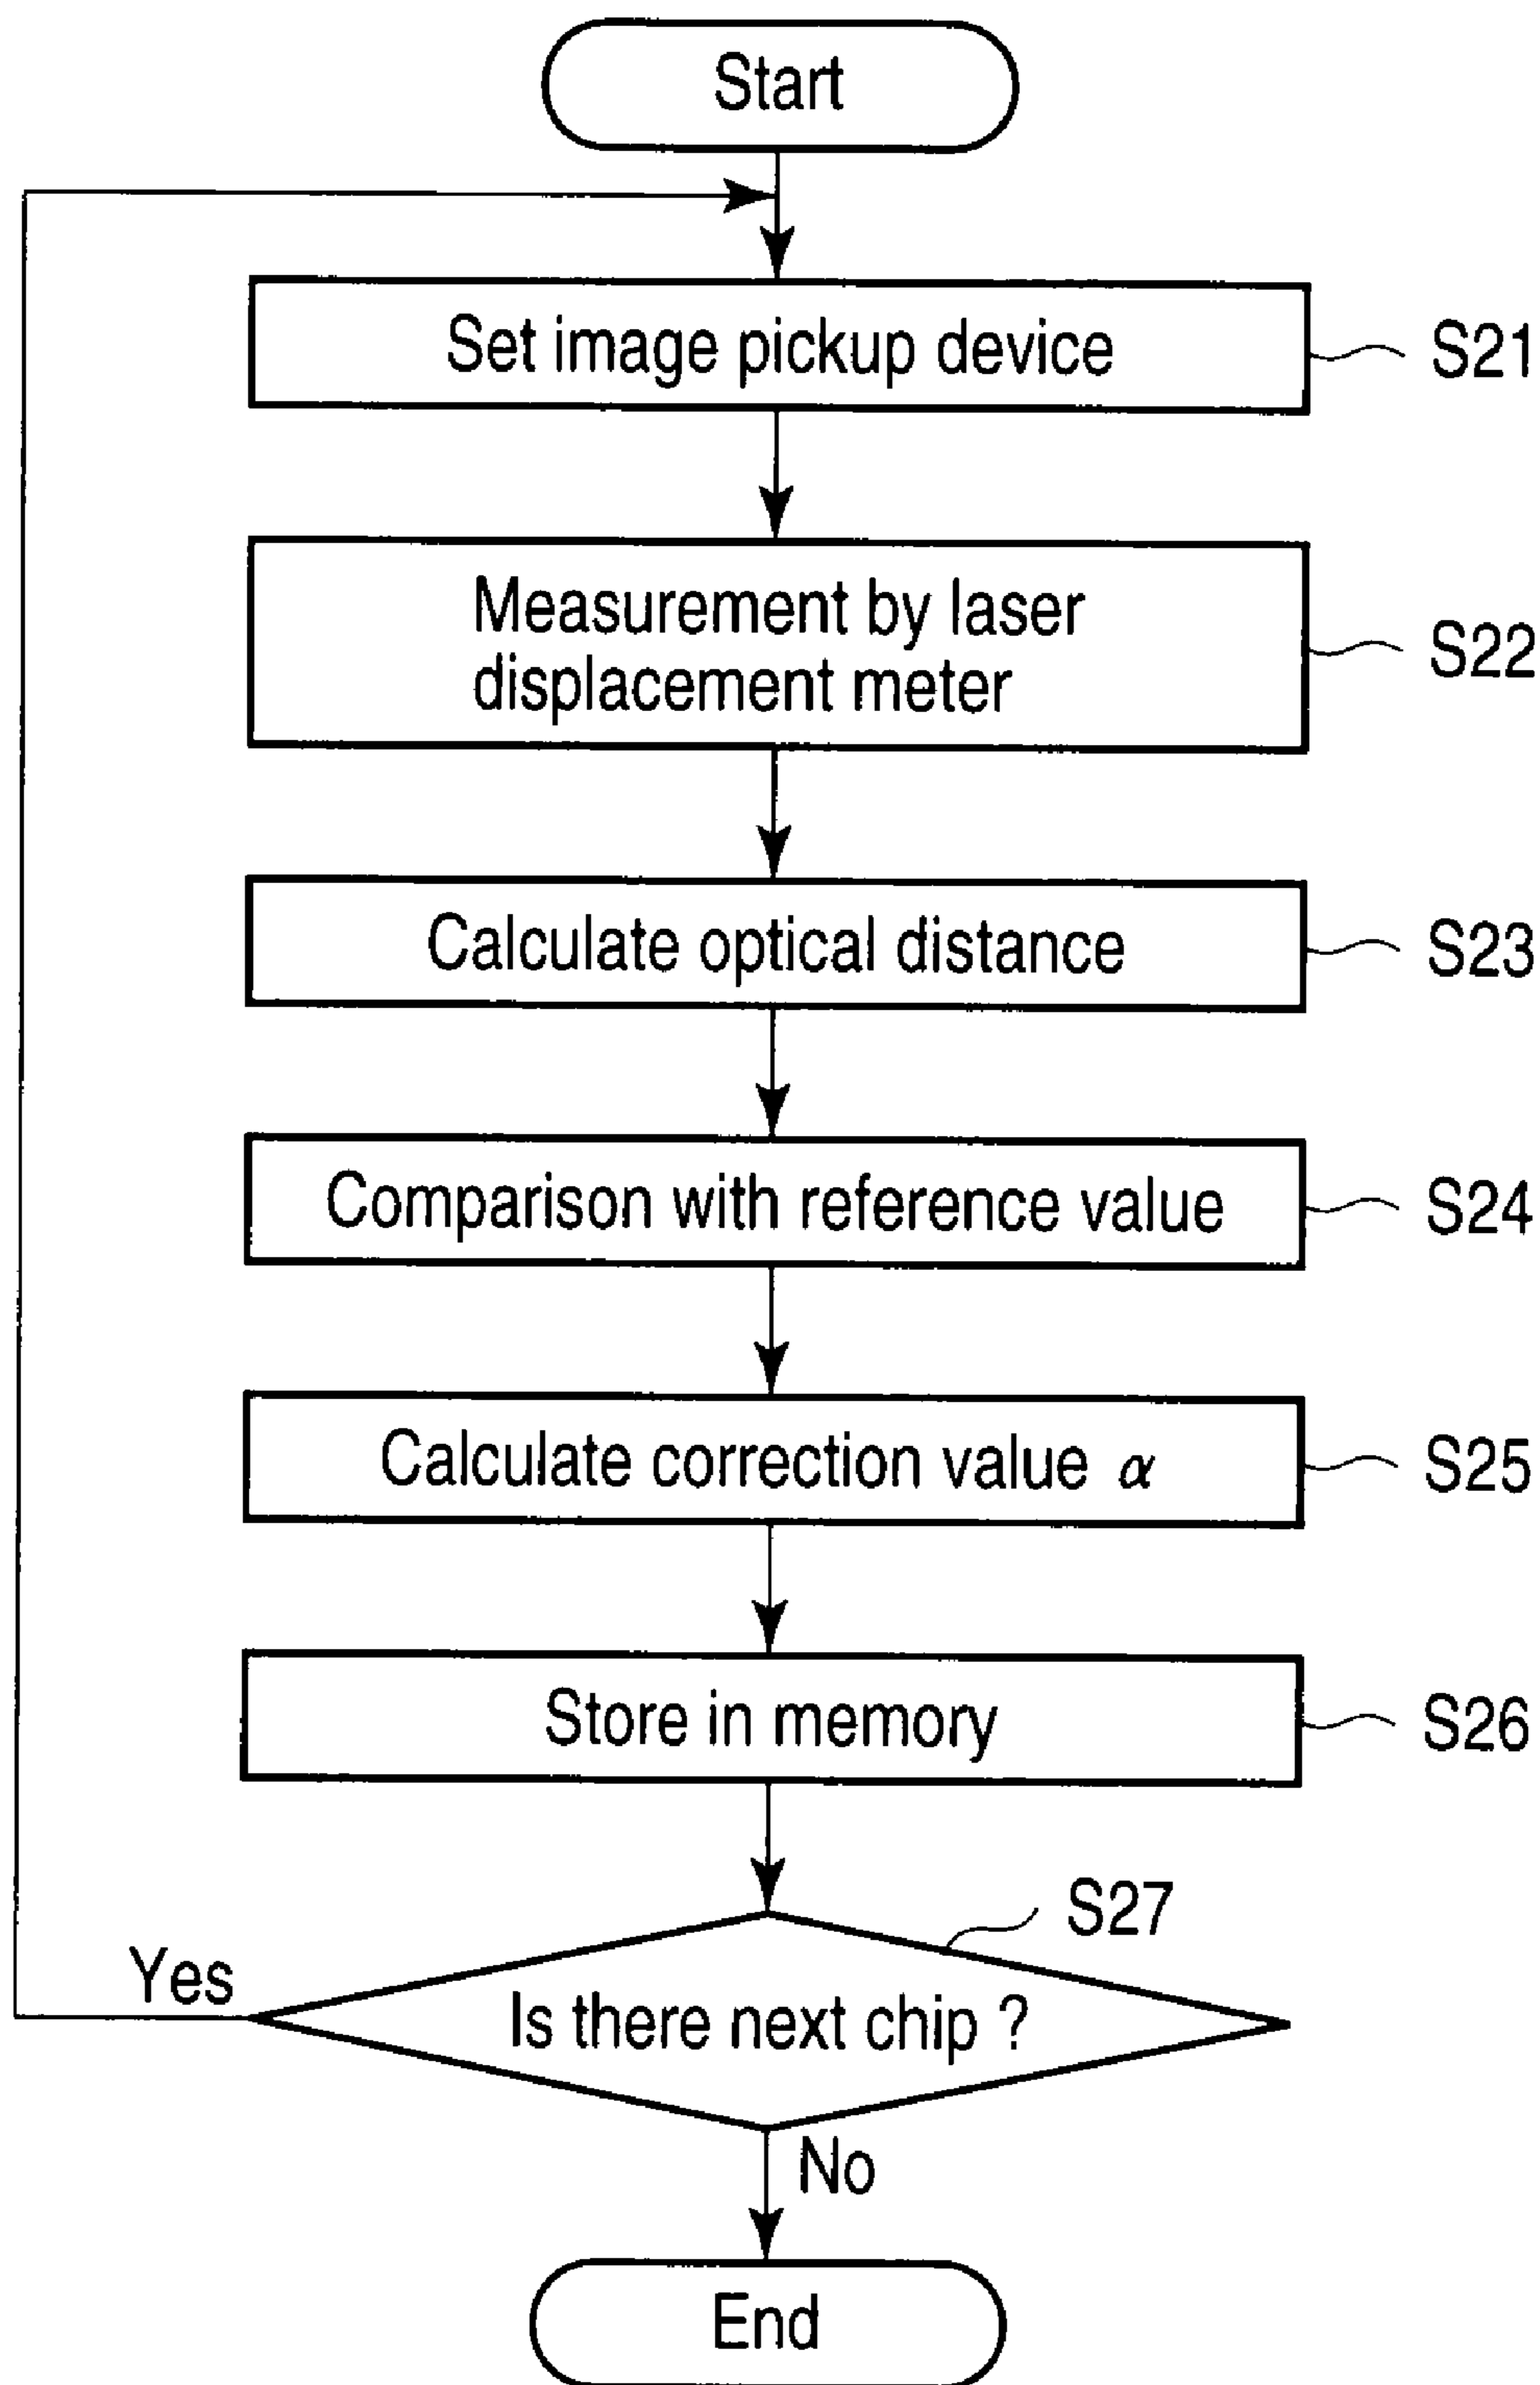 Start
Set image pickup device
S21
Measurement by laser
displacement meter
S22
Calculate optical distance
S23
Comparison with reference value
S24
Calculate correction value α
S25
Store in memory
S26
S27
Yes
Is there next chip ?
No
End